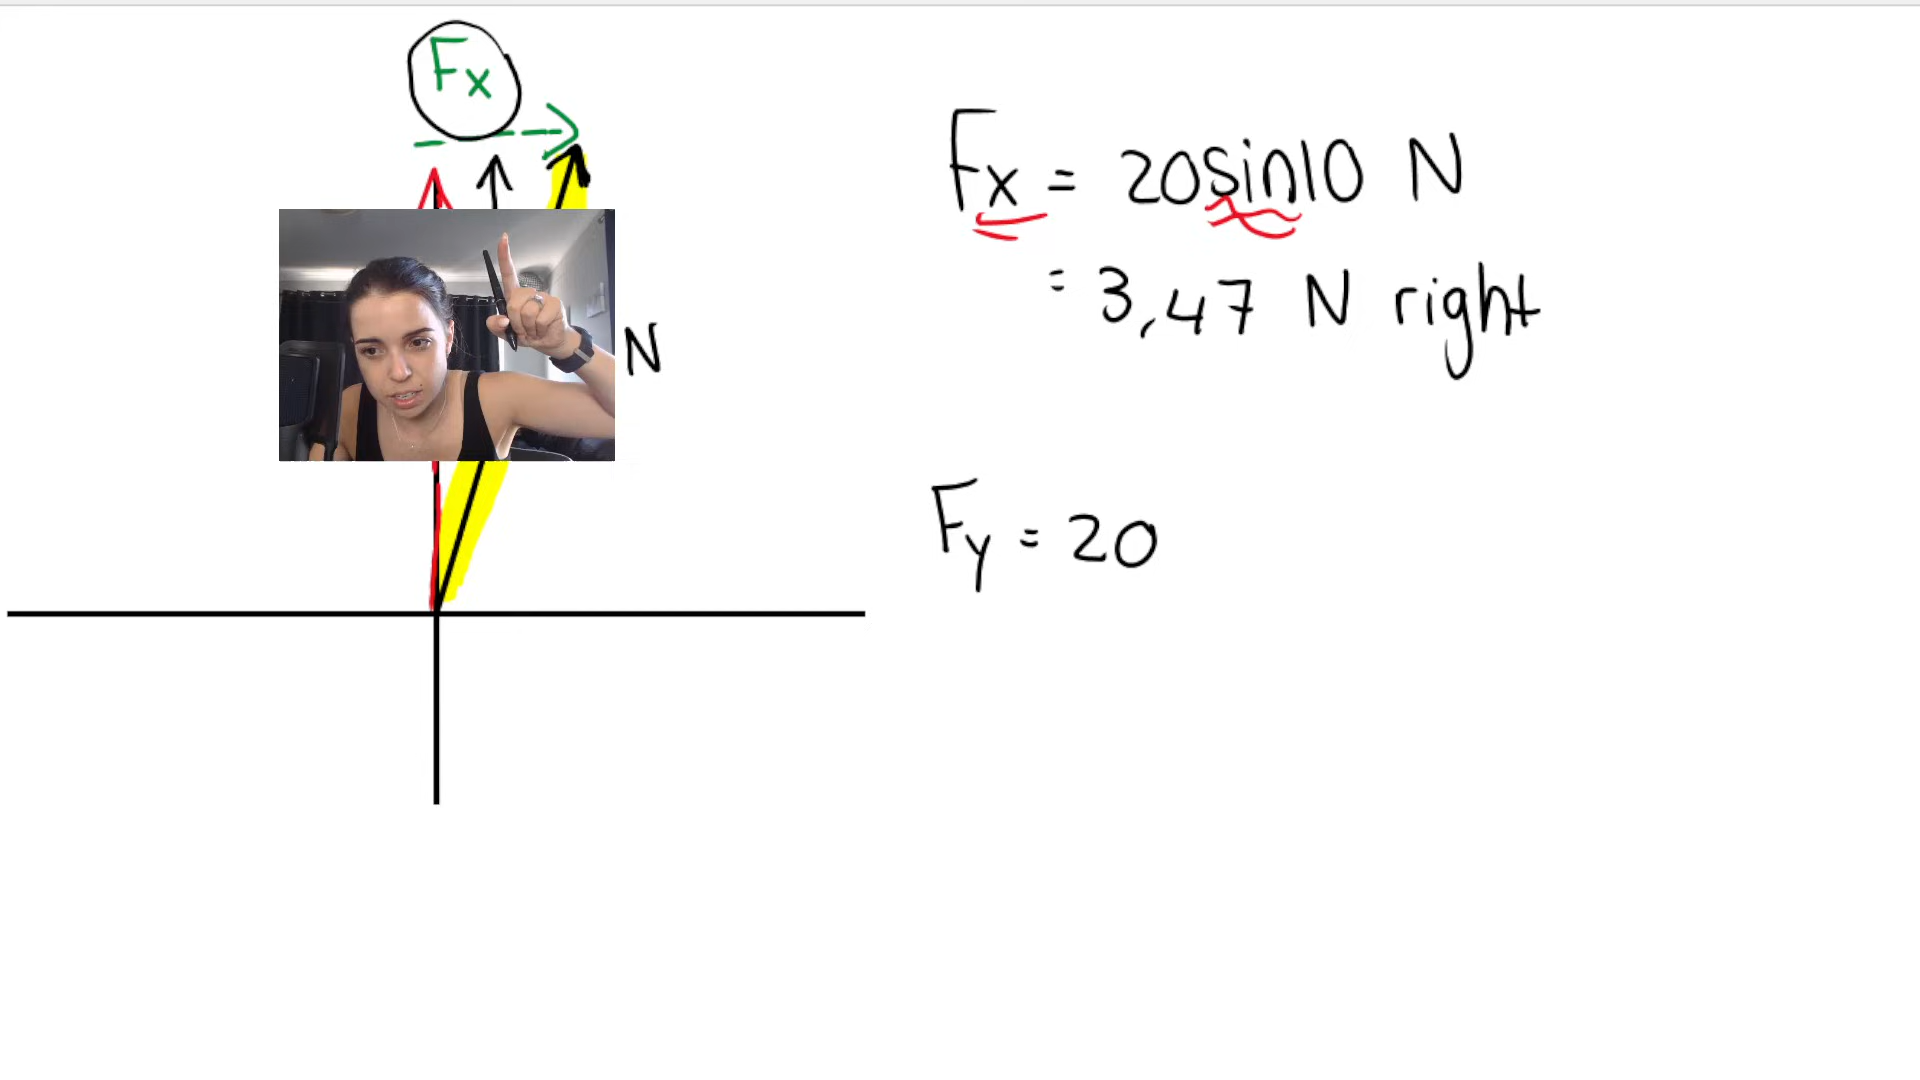 Fx
N
Fx = 20sin10 N
= 3,47 N right
Fy = 20